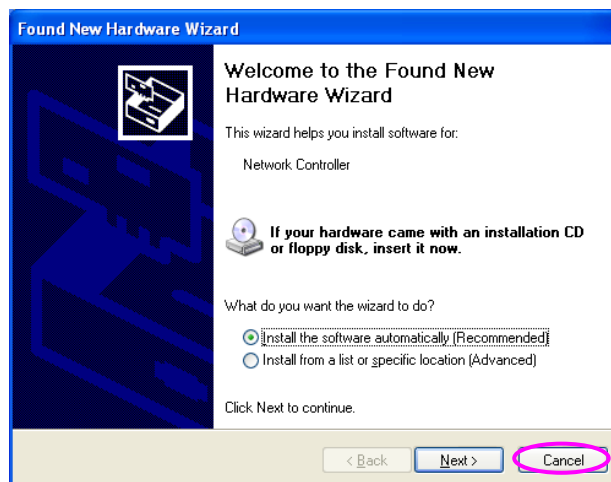 Found New Hardware Wizard
Welcome to the Found New
Hardware Wizard
This wizard helps you install software for:
Network Controller
If your hardware came with an installation CD
or floppy disk, insert it now.
What do you want the wizard to do?
Install the software automatically (Recommended)
Install from a list or specific location (Advanced)
Click Next to continue.
< Back Next > Cancel